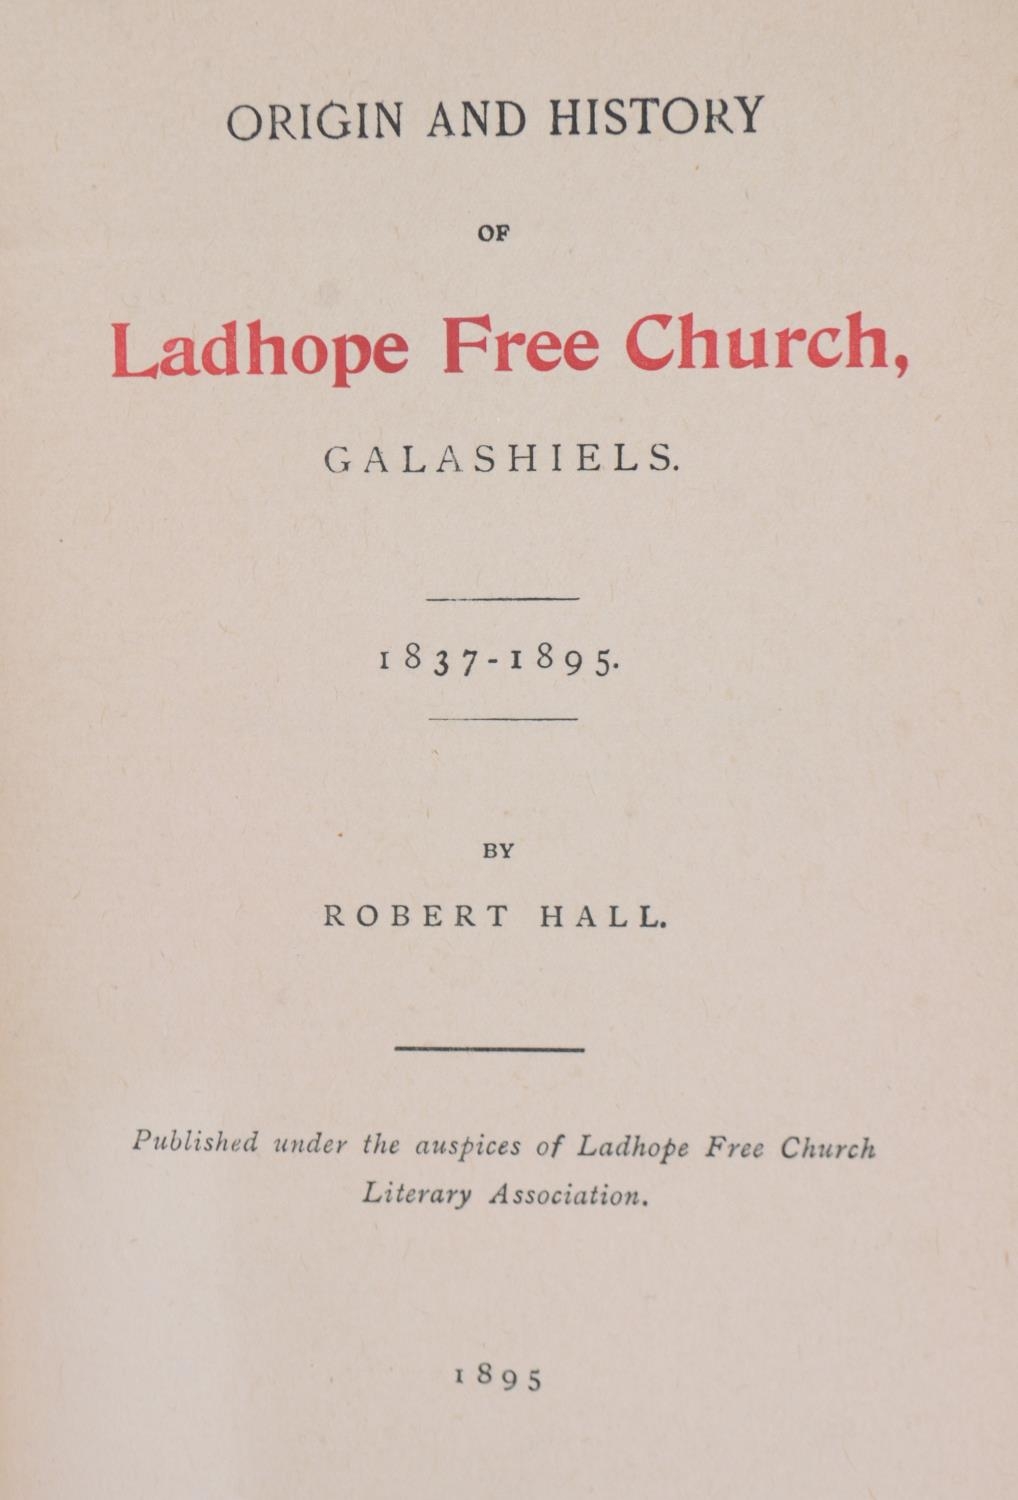 ORIGIN AND HISTORY
OF
Ladhope Free Church,
GALASHIELS.
1837-1895.
BY
ROBERT HALL.
Published under the auspices of Ladhope Free Church
Literary Association.
1895